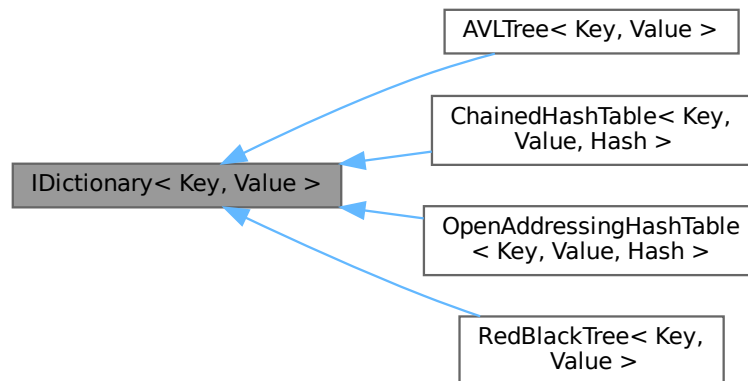 AVLTree< Key, Value >
ChainedHashTable< Key,
Value, Hash >
IDictionary< Key, Value >
OpenAddressingHashTable
< Key, Value, Hash >
RedBlackTree< Key,
Value >